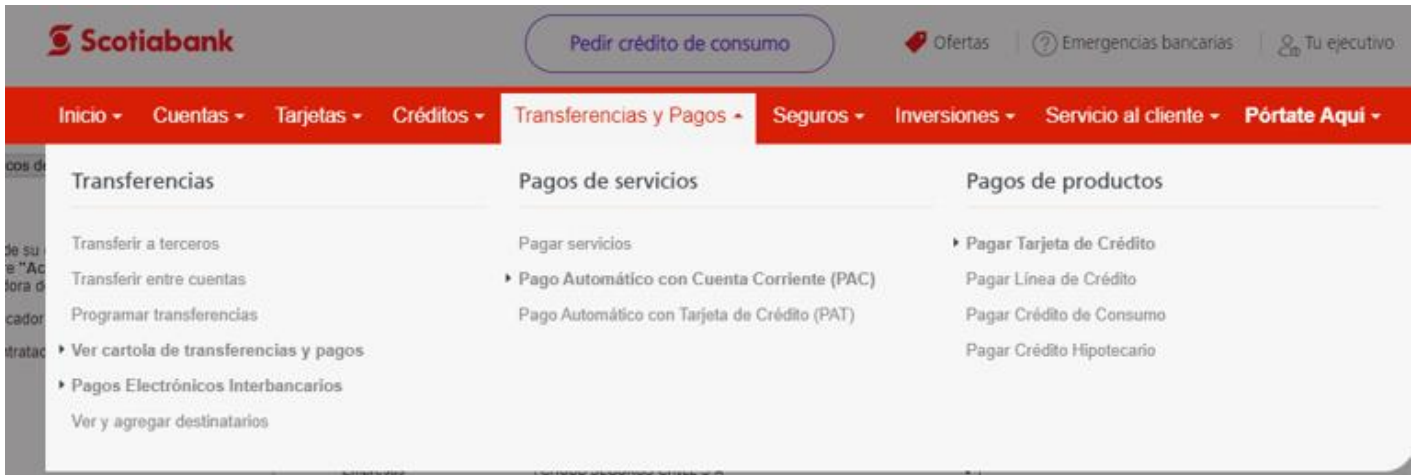 Scotiabank
Pedir crédito de consumo
Ofertas
Emergencias bancarias
Tu ejecutivo
Inicio
Cuentas
Tarjetas
Créditos
Transferencias y Pagos
Seguros
Inversiones
Servicio al cliente
Pórtate Aquí
Transferencias
Transferir a terceros
Transferir entre cuentas
Programar transferencias
Ver cartola de transferencias y pagos
Pagos Electrónicos Interbancarios
Ver y agregar destinatarios
Pagos de servicios
Pagar servicios
Pago Automático con Cuenta Corriente (PAC)
Pago Automático con Tarjeta de Crédito (PAT)
Pagos de productos
Pagar Tarjeta de Crédito
Pagar Línea de Crédito
Pagar Crédito de Consumo
Pagar Crédito Hipotecario